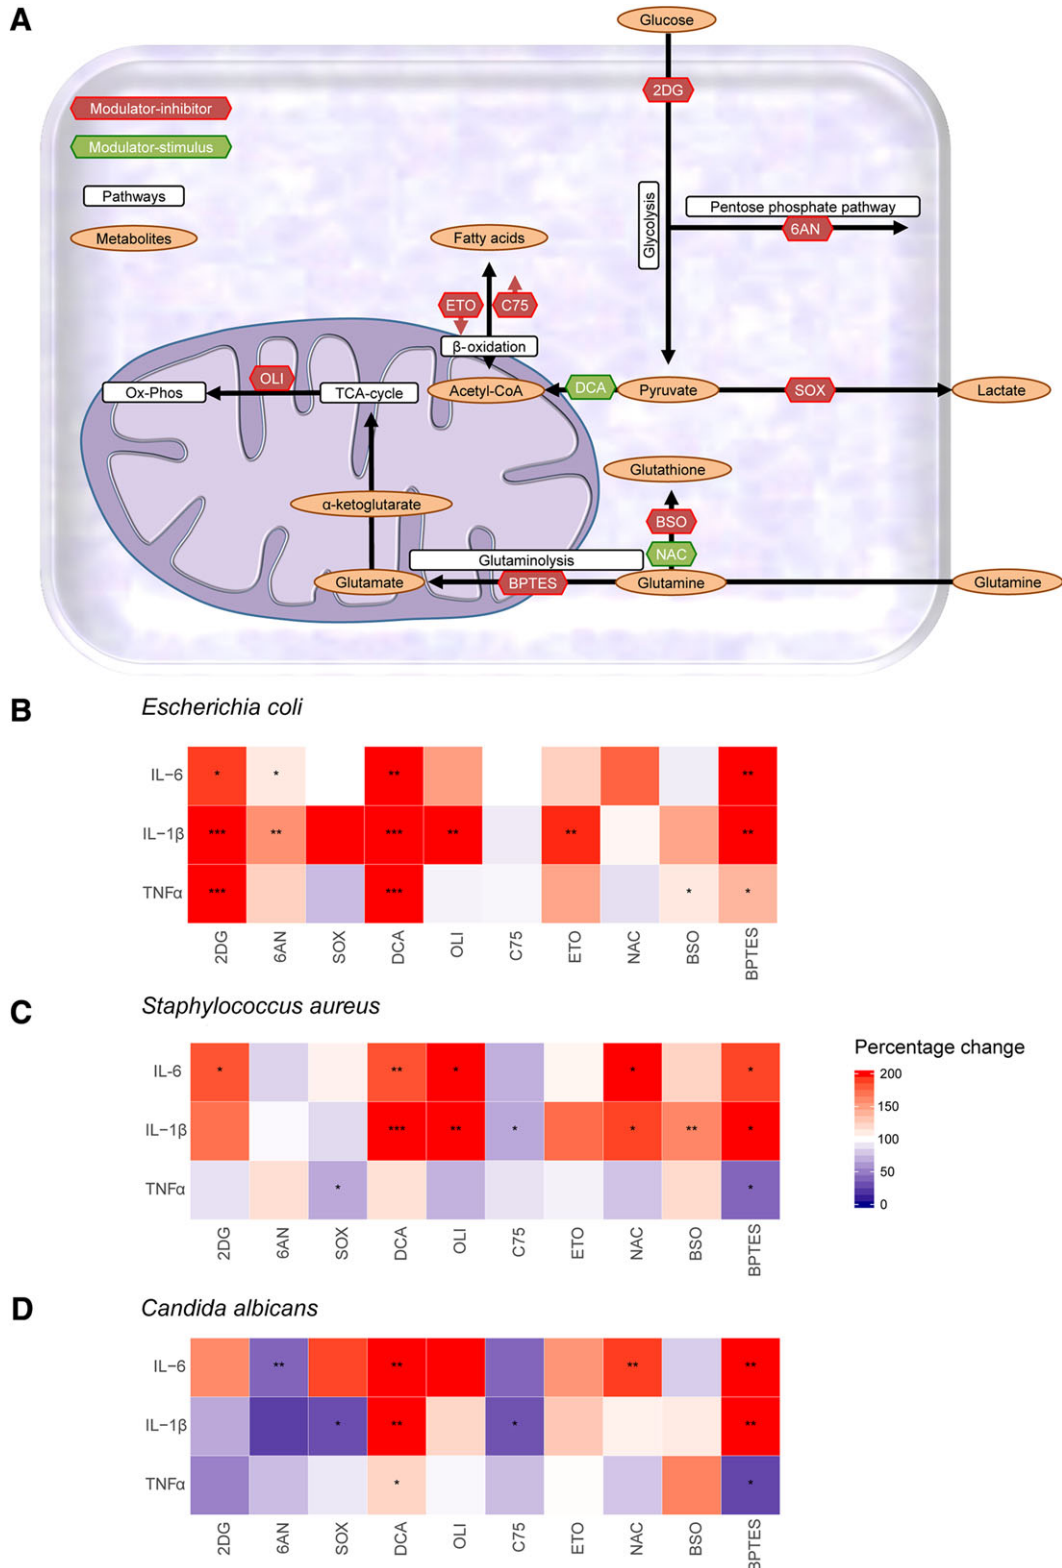 A
Glucose
2DG
Modulator-inhibitor
Modulator-stimulus
Pathways
Metabolites
Glycolysis
Pentose phosphate pathway
6AN
Fatty acids
ETO
C75
β-oxidation
OLI
Ox-Phos
TCA-cycle
Acetyl-CoA
DCA
Pyruvate
SOX
Lactate
Glutathione
BSO
NAC
α-ketoglutarate
Glutaminolysis
Glutamate
BPTES
Glutamine
Glutamine
B
Escherichia coli
IL-6
* * ** **
IL-1β
*** ** *** ** ** **
TNFα
*** *** * *
2DG 6AN SOX DCA OLI C75 ETO NAC BSO BPTES
C
Staphylococcus aureus
IL-6
* ** * * *
IL-1β
*** ** * * ** *
TNFα
* *
2DG 6AN SOX DCA OLI C75 ETO NAC BSO BPTES
Percentage change
200
150
100
50
0
D
Candida albicans
IL-6
** ** ** **
IL-1β
* ** * **
TNFα
* *
2DG 6AN SOX DCA OLI C75 ETO NAC BSO BPTES